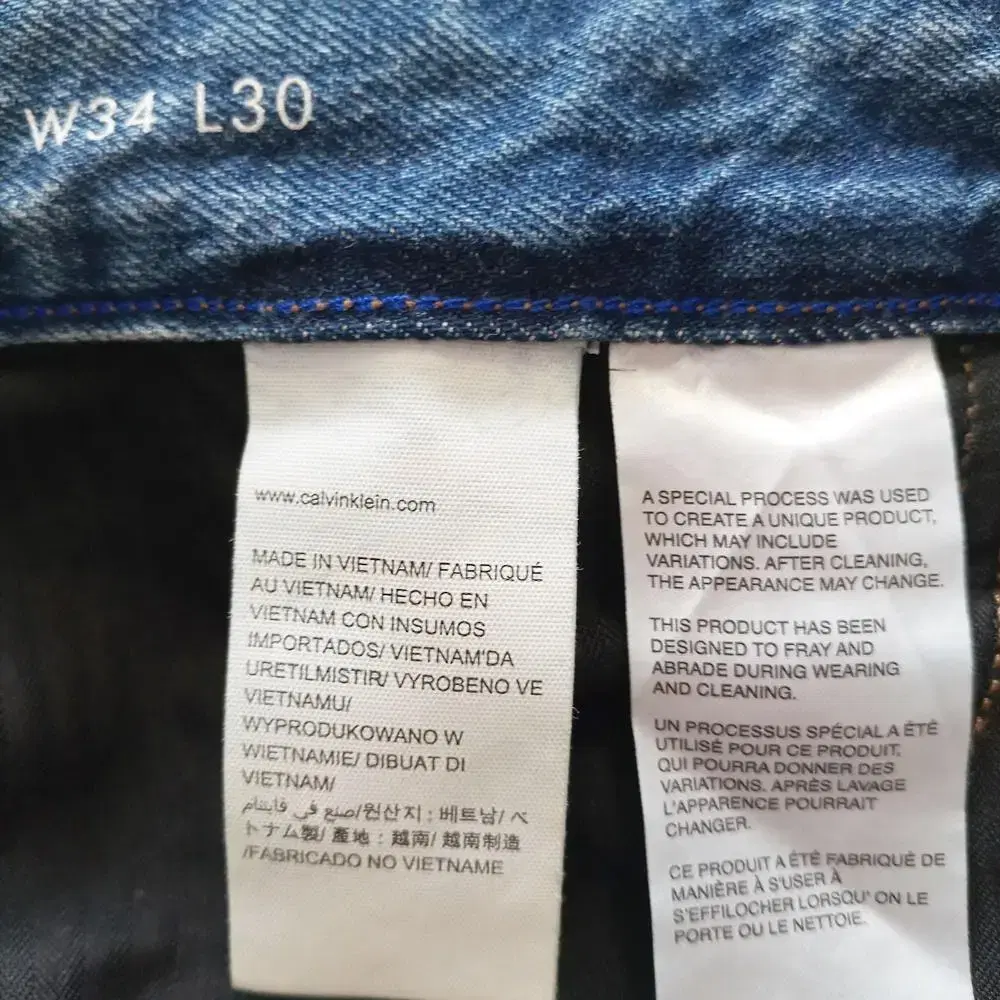 W34 L30
www.calvinklein.com
MADE IN VIETNAM/ FABRIQUÉ
AU VIETNAM/ HECHO EN
VIETNAM CON INSUMOS
IMPORTADOS/ VIETNAM'DA
URETILMISTIR/ VYROBENO VE
VIETNAMU/
WYPRODUKOWANO W
WIETNAMIE/ DIBUAT DI
VIETNAM/
صنع في فايتنام/원산지 : 베트남/ ベ
トナム製/ 產地 : 越南/ 越南制造
/FABRICADO NO VIETNAME
A SPECIAL PROCESS WAS USED
TO CREATE A UNIQUE PRODUCT,
WHICH MAY INCLUDE
VARIATIONS. AFTER CLEANING,
THE APPEARANCE MAY CHANGE.
THIS PRODUCT HAS BEEN
DESIGNED TO FRAY AND
ABRADE DURING WEARING
AND CLEANING.
UN PROCESSUS SPÉCIAL A ÉTÉ
UTILISÉ POUR CE PRODUIT,
QUI POURRA DONNER DES
VARIATIONS. APRÈS LAVAGE
L'APPARENCE POURRAIT
CHANGER.
CE PRODUIT A ÉTÉ FABRIQUÉ DE
MANIÈRE À S'USER À
S'EFFILOCHER LORSQU' ON LE
PORTE OU LE NETTOIE.